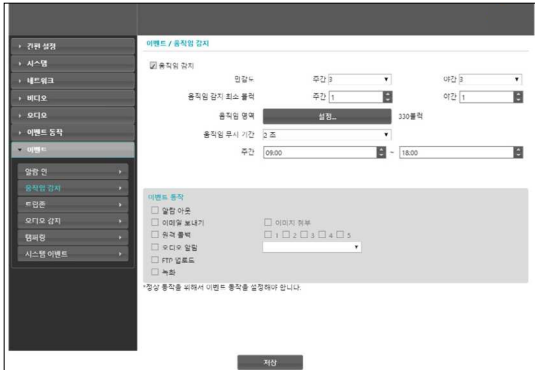 간편 설정
시스템
네트워크
비디오
오디오
이벤트 동작
이벤트
알람 인
움직임 감지
트립존
오디오 감지
탬퍼링
시스템 이벤트
이벤트 / 움직임 감지
움직임 감지
민감도 주간 3 야간 3
움직임 감지 최소 블럭 주간 1 야간 1
움직임 영역 설정... 330블럭
움직임 무시 기간 2 초
주간 09:00 ~ 18:00
이벤트 동작
알람 아웃
이메일 보내기 이미지 첨부
원격 콜백 1 2 3 4 5
오디오 알림
FTP 업로드
녹화
*정상 동작을 위해서 이벤트 동작을 설정해야 합니다.
저장